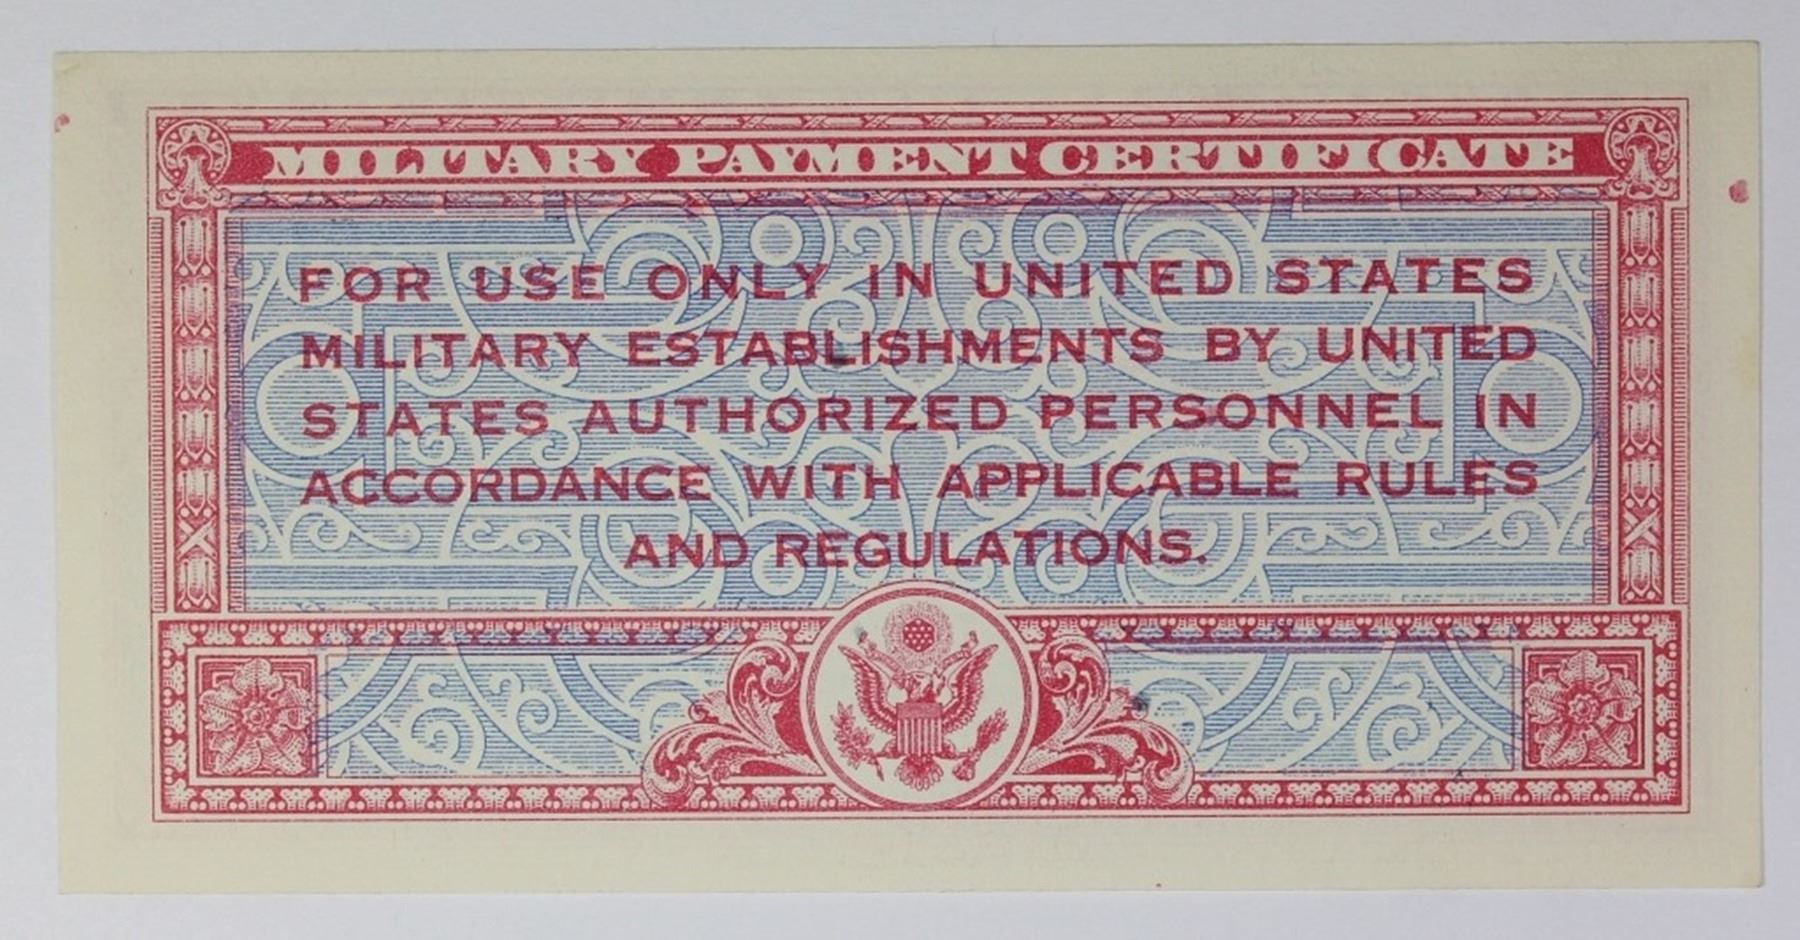 MILITARY PAYMENT CERTIFICATE
FOR USE ONLY IN UNITED STATES
MILITARY ESTABLISHMENTS BY UNITED
STATES AUTHORIZED PERSONNEL IN
ACCORDANCE WITH APPLICABLE RULES
AND REGULATIONS.